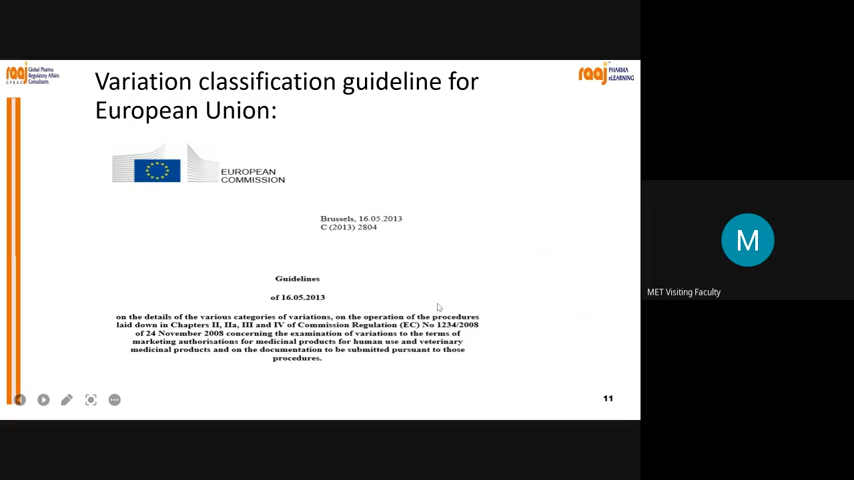 raaj
Global Pharma
Regulatory Affairs
Consultants
Variation classification guideline for
European Union:
raaj PHARMA
eLEARNING
EUROPEAN
COMMISSION
Brussels, 16.05.2013
C (2013) 2804
Guidelines
of 16.05.2013
on the details of the various categories of variations, on the operation of the procedures
laid down in Chapters II, IIa, III and IV of Commission Regulation (EC) No 1234/2008
of 24 November 2008 concerning the examination of variations to the terms of
marketing authorisations for medicinal products for human use and veterinary
medicinal products and on the documentation to be submitted pursuant to those
procedures.
11
M
MET Visiting Faculty